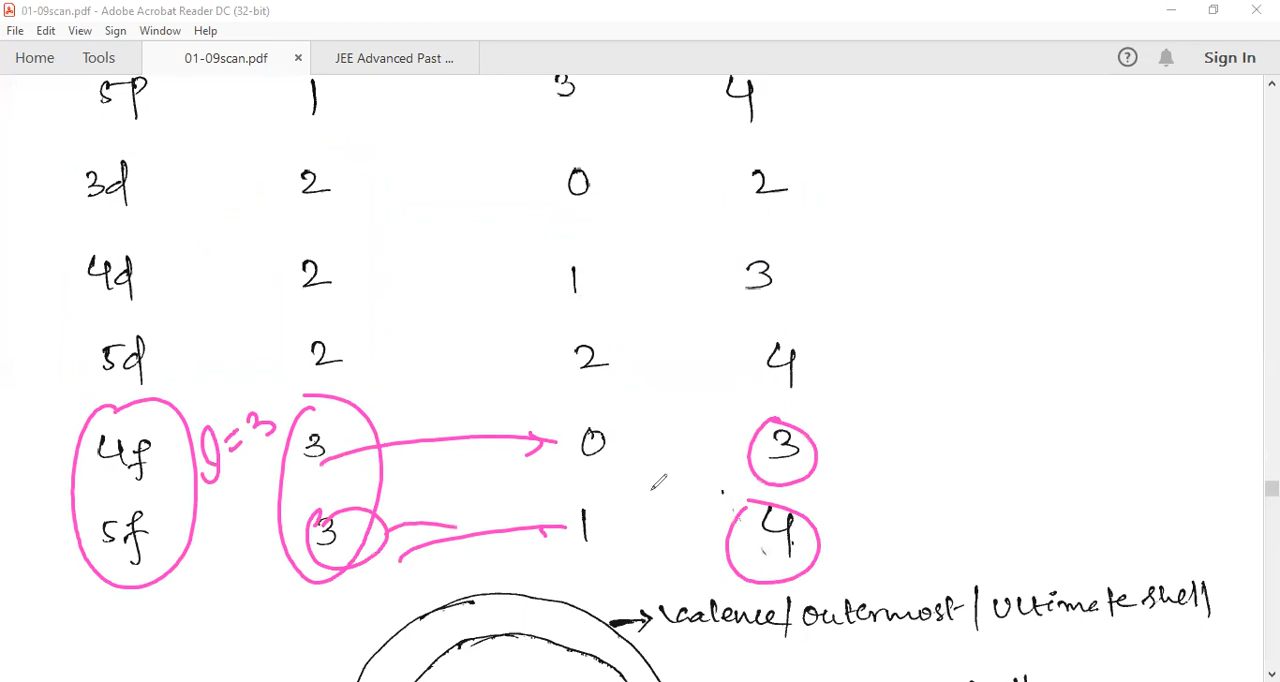 01-09scan.pdf - Adobe Acrobat Reader DC (32-bit)
File Edit View Sign Window Help
Home Tools 01-09scan.pdf × JEE Advanced Past ... ? Sign In
5p 1 3 4
3d 2 0 2
4d 2 1 3
5d 2 2 4
4f l=3 3 0 3
5f 3 1 4
valence/outermost/ultimate shell